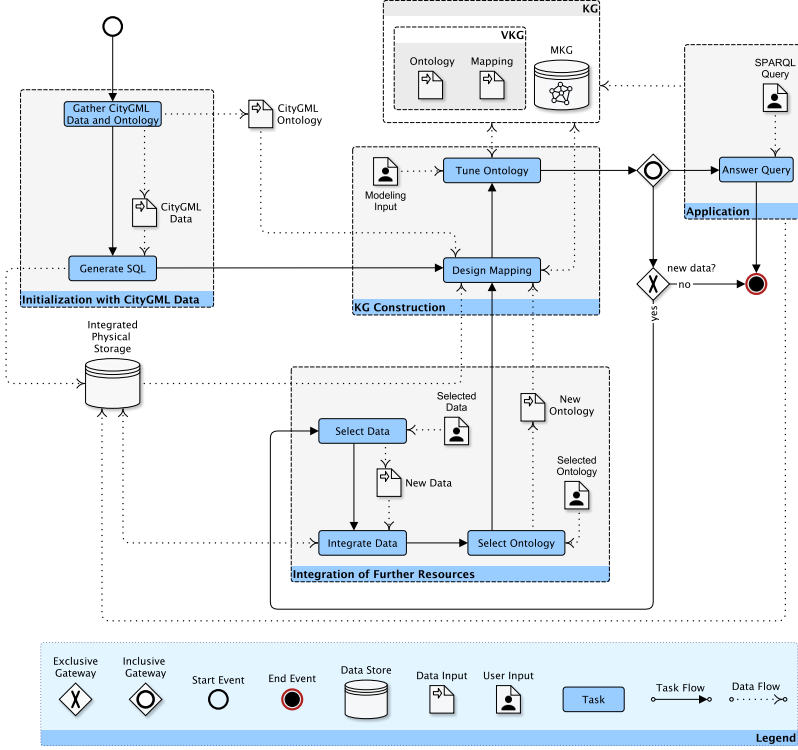 KG
VKG
Ontology
Mapping
MKG
SPARQL
Query
Gather CityGML
Data and Ontology
CityGML
Ontology
CityGML
Data
Generate SQL
Initialization with CityGML Data
Modeling
Input
Tune Ontology
Design Mapping
KG Construction
Answer Query
Application
new data?
no
yes
Integrated
Physical
Storage
Selected
Data
Select Data
New Data
New
Ontology
Selected
Ontology
Integrate Data
Select Ontology
Integration of Further Resources
Exclusive
Gateway
Inclusive
Gateway
Start Event
End Event
Data Store
Data Input
User Input
Task
Task Flow
Data Flow
Legend